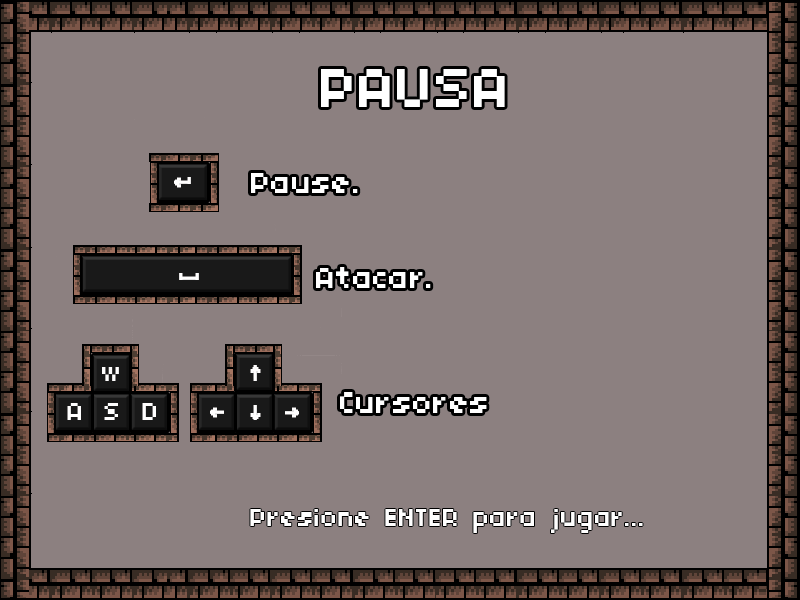 PAUSA
Pause.
Atacar.
W
A S D
Cursores
Presione ENTER para jugar...